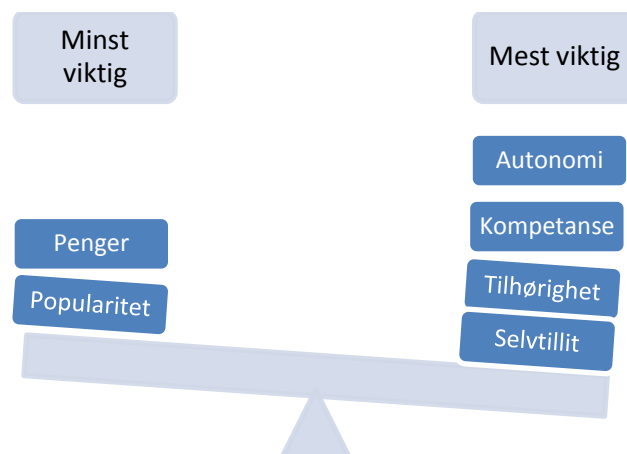 Minst
viktig
Mest viktig
Autonomi
Kompetanse
Penger
Tilhørighet
Popularitet
Selvtillit